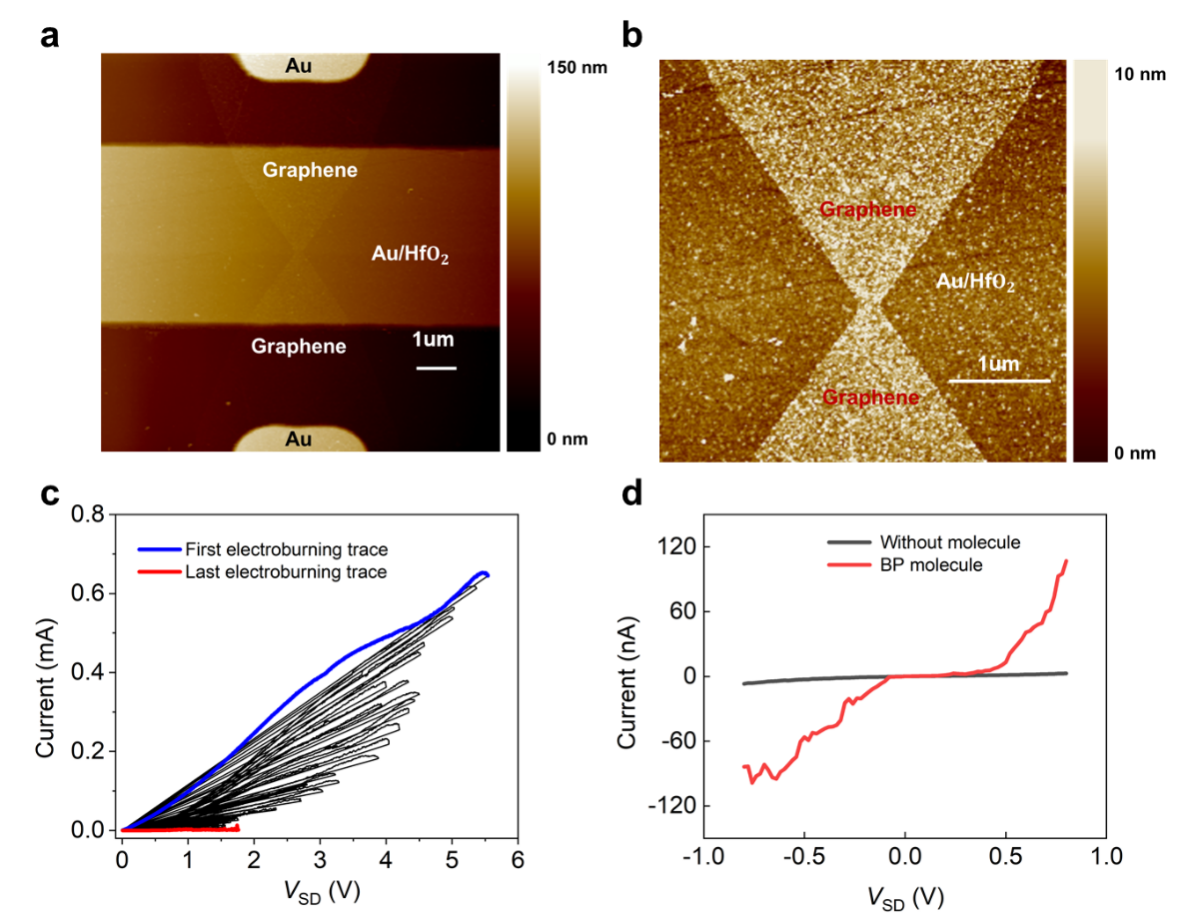 a
Au
150 nm
Graphene
Au/HfO₂
Graphene
1um
Au
0 nm
b
10 nm
Graphene
Au/HfO₂
1um
Graphene
0 nm
c
0.8
First electroburning trace
Last electroburning trace
0.6
0.4
0.2
0.0
Current (mA)
0 1 2 3 4 5 6
V_SD (V)
d
Without molecule
BP molecule
120
60
0
-60
-120
Current (nA)
-1.0 -0.5 0.0 0.5 1.0
V_SD (V)